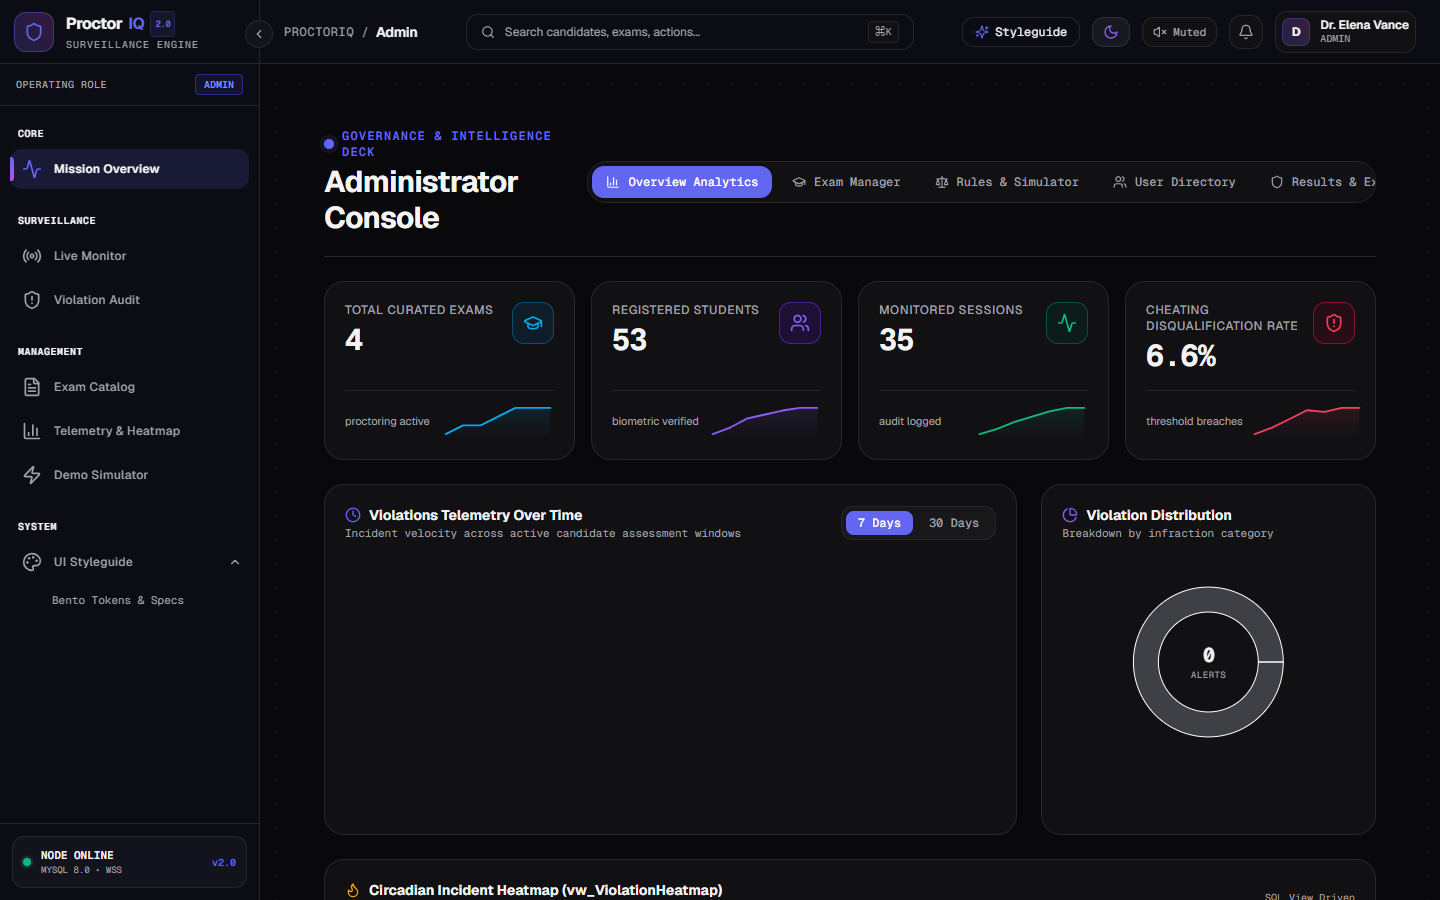 Proctor IQ 2.0
SURVEILLANCE ENGINE
PROCTORIQ / Admin
Search candidates, exams, actions...
⌘K
Styleguide
Muted
D
Dr. Elena Vance
ADMIN
OPERATING ROLE
ADMIN
CORE
Mission Overview
SURVEILLANCE
Live Monitor
Violation Audit
MANAGEMENT
Exam Catalog
Telemetry & Heatmap
Demo Simulator
SYSTEM
UI Styleguide
Bento Tokens & Specs
NODE ONLINE
MYSQL 8.0 • WSS
v2.0
GOVERNANCE & INTELLIGENCE
DECK
Administrator
Console
Overview Analytics
Exam Manager
Rules & Simulator
User Directory
Results & Ex
TOTAL CURATED EXAMS
4
proctoring active
REGISTERED STUDENTS
53
biometric verified
MONITORED SESSIONS
35
audit logged
CHEATING
DISQUALIFICATION RATE
6.6%
threshold breaches
Violations Telemetry Over Time
Incident velocity across active candidate assessment windows
7 Days
30 Days
Violation Distribution
Breakdown by infraction category
0
ALERTS
Circadian Incident Heatmap (vw_ViolationHeatmap)
SQL View Driven